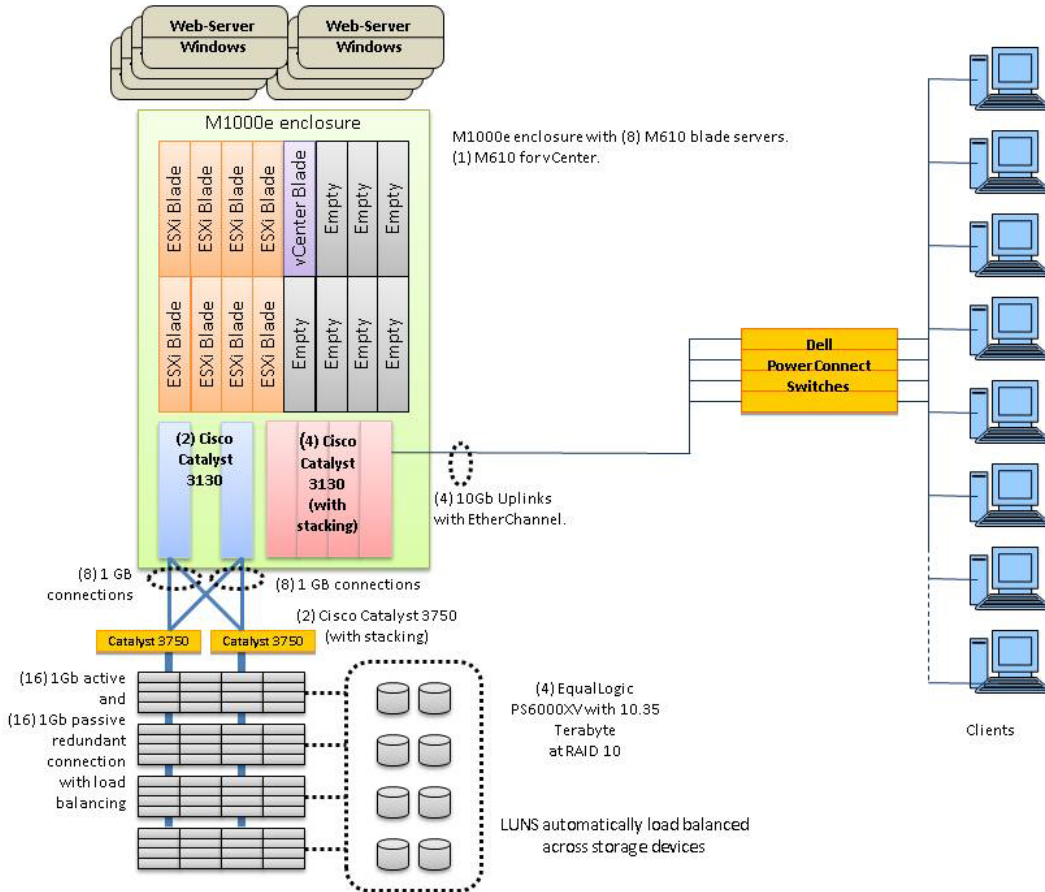 Web-Server
Windows
Web-Server
Windows
M1000e enclosure
ESXi Blade
ESXi Blade
ESXi Blade
ESXi Blade
vCenter Blade
Empty
Empty
Empty
ESXi Blade
ESXi Blade
ESXi Blade
ESXi Blade
Empty
Empty
Empty
Empty
M1000e enclosure with (8) M610 blade servers.
(1) M610 for vCenter.
(2) Cisco
Catalyst
3130
(4) Cisco
Catalyst
3130
(with
stacking)
(4) 10Gb Uplinks
with EtherChannel.
Dell
PowerConnect
Switches
(8) 1 GB
connections
(8) 1 GB connections
(2) Cisco Catalyst 3750
(with stacking)
Catalyst 3750
Catalyst 3750
(16) 1Gb active
and
(16) 1Gb passive
redundant
connection
with load
balancing
(4) EqualLogic
PS6000XV with 10.35
Terabyte
at RAID 10
LUNS automatically load balanced
across storage devices
Clients